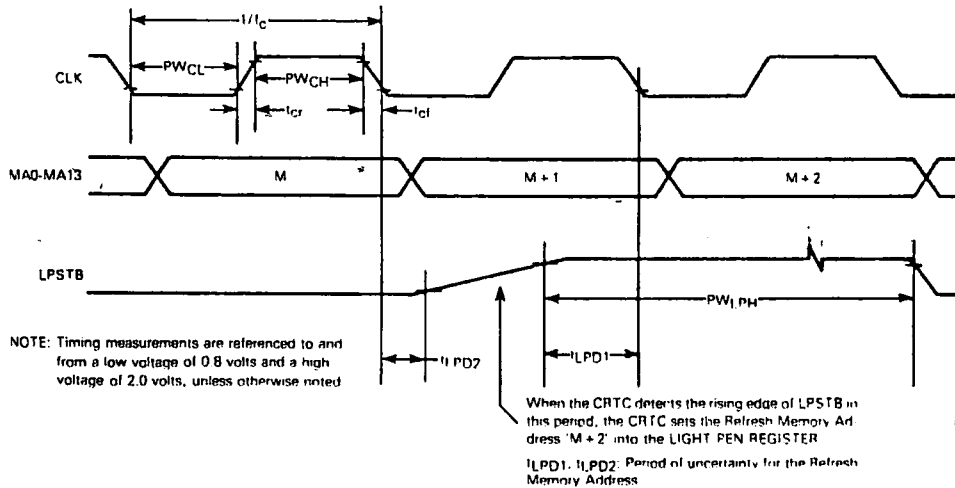 1/fC
CLK
PWCL
PWCH
tcr
tcf
MA0-MA13
M
M + 1
M + 2
LPSTB
PWLPH
NOTE: Timing measurements are referenced to and
from a low voltage of 0.8 volts and a high
voltage of 2.0 volts, unless otherwise noted
tLPD2
tLPD1
When the CRTC detects the rising edge of LPSTB in
this period, the CRTC sets the Refresh Memory Ad-
dress 'M + 2' into the LIGHT PEN REGISTER
tLPD1, tLPD2: Period of uncertainty for the Refresh
Memory Address